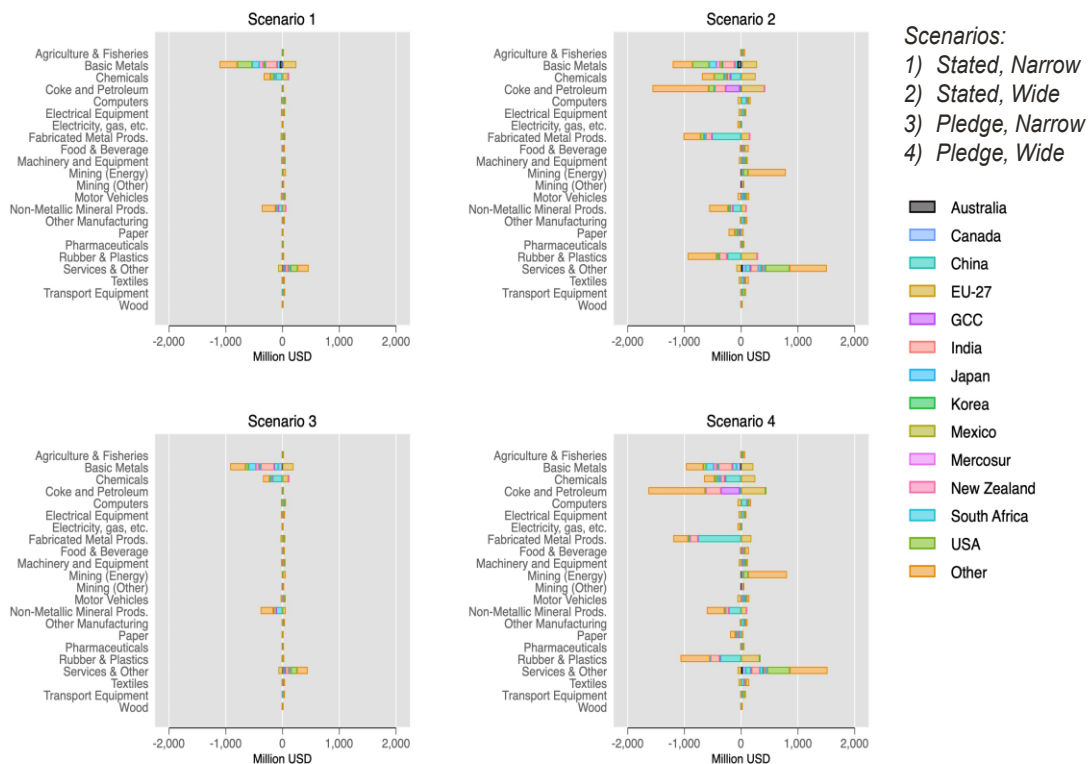 Scenario 1
Agriculture & Fisheries
Basic Metals
Chemicals
Coke and Petroleum
Computers
Electrical Equipment
Electricity, gas, etc.
Fabricated Metal Prods.
Food & Beverage
Machinery and Equipment
Mining (Energy)
Mining (Other)
Motor Vehicles
Non-Metallic Mineral Prods.
Other Manufacturing
Paper
Pharmaceuticals
Rubber & Plastics
Services & Other
Textiles
Transport Equipment
Wood
-2,000 -1,000 0 1,000 2,000
Million USD
Scenario 2
Agriculture & Fisheries
Basic Metals
Chemicals
Coke and Petroleum
Computers
Electrical Equipment
Electricity, gas, etc.
Fabricated Metal Prods.
Food & Beverage
Machinery and Equipment
Mining (Energy)
Mining (Other)
Motor Vehicles
Non-Metallic Mineral Prods.
Other Manufacturing
Paper
Pharmaceuticals
Rubber & Plastics
Services & Other
Textiles
Transport Equipment
Wood
-2,000 -1,000 0 1,000 2,000
Million USD
Scenarios:
1) Stated, Narrow
2) Stated, Wide
3) Pledge, Narrow
4) Pledge, Wide
Australia
Canada
China
EU-27
GCC
India
Japan
Korea
Mexico
Mercosur
New Zealand
South Africa
USA
Other
Scenario 3
Agriculture & Fisheries
Basic Metals
Chemicals
Coke and Petroleum
Computers
Electrical Equipment
Electricity, gas, etc.
Fabricated Metal Prods.
Food & Beverage
Machinery and Equipment
Mining (Energy)
Mining (Other)
Motor Vehicles
Non-Metallic Mineral Prods.
Other Manufacturing
Paper
Pharmaceuticals
Rubber & Plastics
Services & Other
Textiles
Transport Equipment
Wood
-2,000 -1,000 0 1,000 2,000
Million USD
Scenario 4
Agriculture & Fisheries
Basic Metals
Chemicals
Coke and Petroleum
Computers
Electrical Equipment
Electricity, gas, etc.
Fabricated Metal Prods.
Food & Beverage
Machinery and Equipment
Mining (Energy)
Mining (Other)
Motor Vehicles
Non-Metallic Mineral Prods.
Other Manufacturing
Paper
Pharmaceuticals
Rubber & Plastics
Services & Other
Textiles
Transport Equipment
Wood
-2,000 -1,000 0 1,000 2,000
Million USD